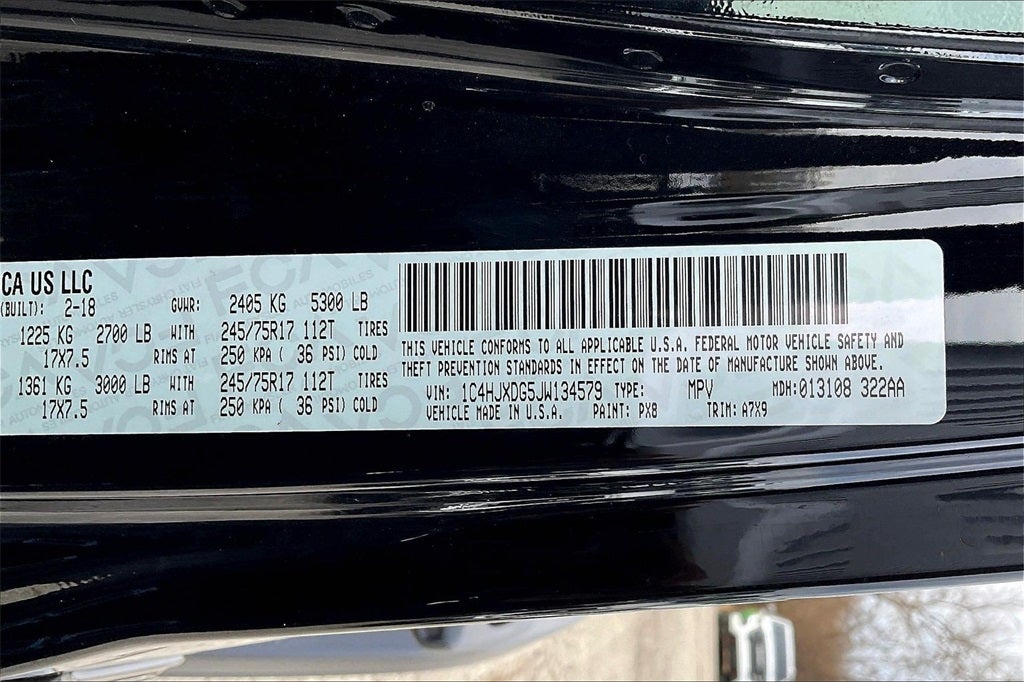 CA US LLC
(BUILT): 2-18 GVWR: 2405 KG 5300 LB
1225 KG 2700 LB WITH 245/75R17 112T TIRES
17X7.5 RIMS AT 250 KPA ( 36 PSI) COLD
1361 KG 3000 LB WITH 245/75R17 112T TIRES
17X7.5 RIMS AT 250 KPA ( 36 PSI) COLD
THIS VEHICLE CONFORMS TO ALL APPLICABLE U.S.A. FEDERAL MOTOR VEHICLE SAFETY AND
THEFT PREVENTION STANDARDS IN EFFECT ON THE DATE OF MANUFACTURE SHOWN ABOVE.
VIN: 1C4HJXDG5JW134579 TYPE: MPV MDH:013108 322AA
VEHICLE MADE IN U.S.A. PAINT: PX8 TRIM: A7X9